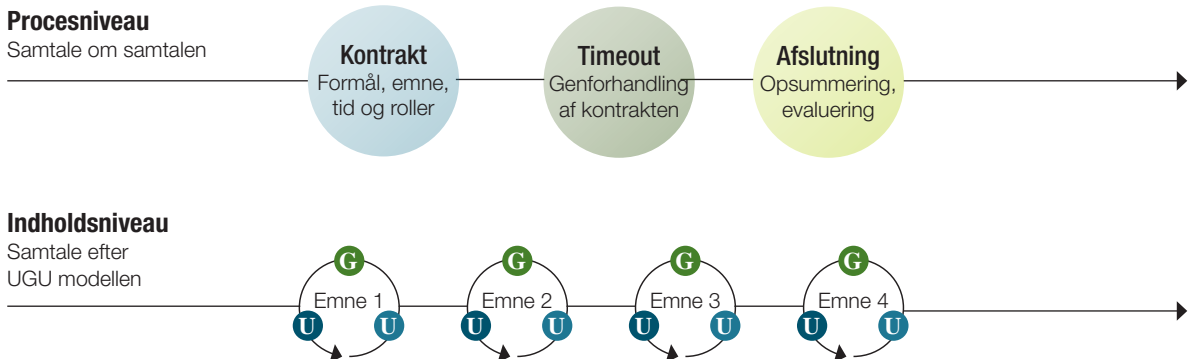 Procesniveau
Samtale om samtalen
Kontrakt
Formål, emne,
tid og roller
Timeout
Genforhandling
af kontrakten
Afslutning
Opsummering,
evaluering
Indholdsniveau
Samtale efter
UGU modellen
G
Emne 1
U U
G
Emne 2
U U
G
Emne 3
U U
G
Emne 4
U U